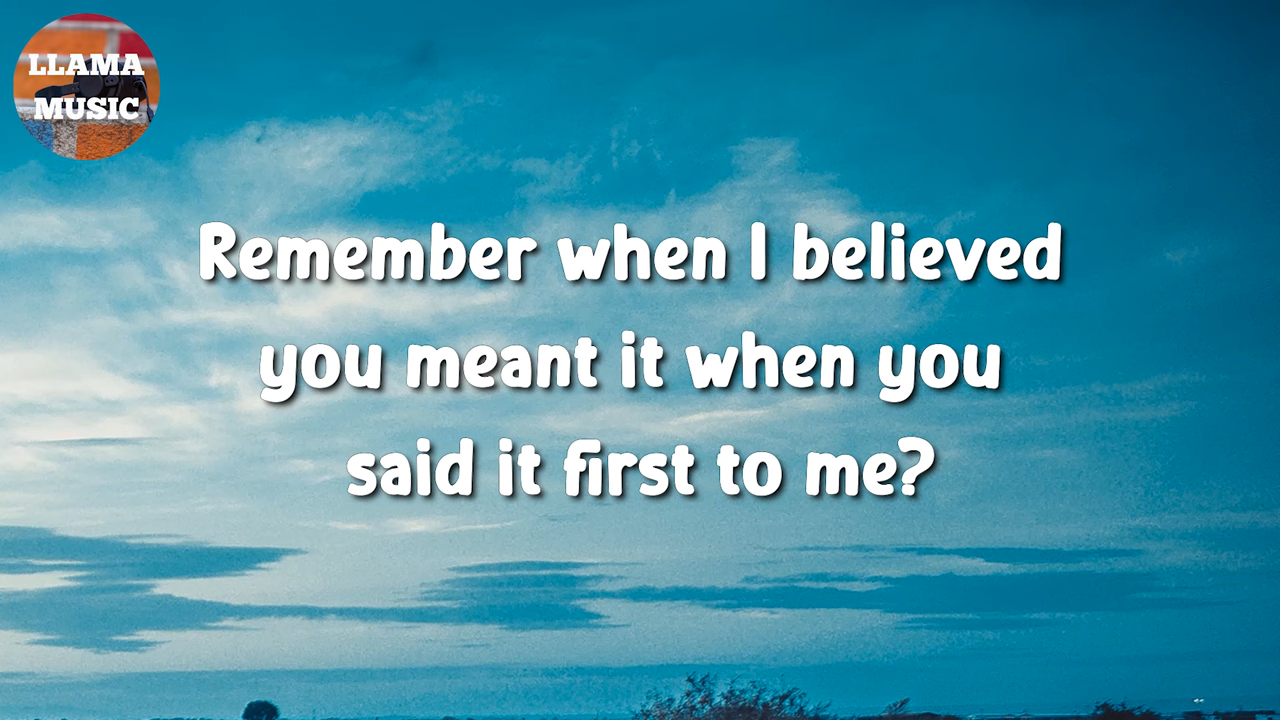 LLAMA
MUSIC
Remember when I believed
you meant it when you
said it first to me?